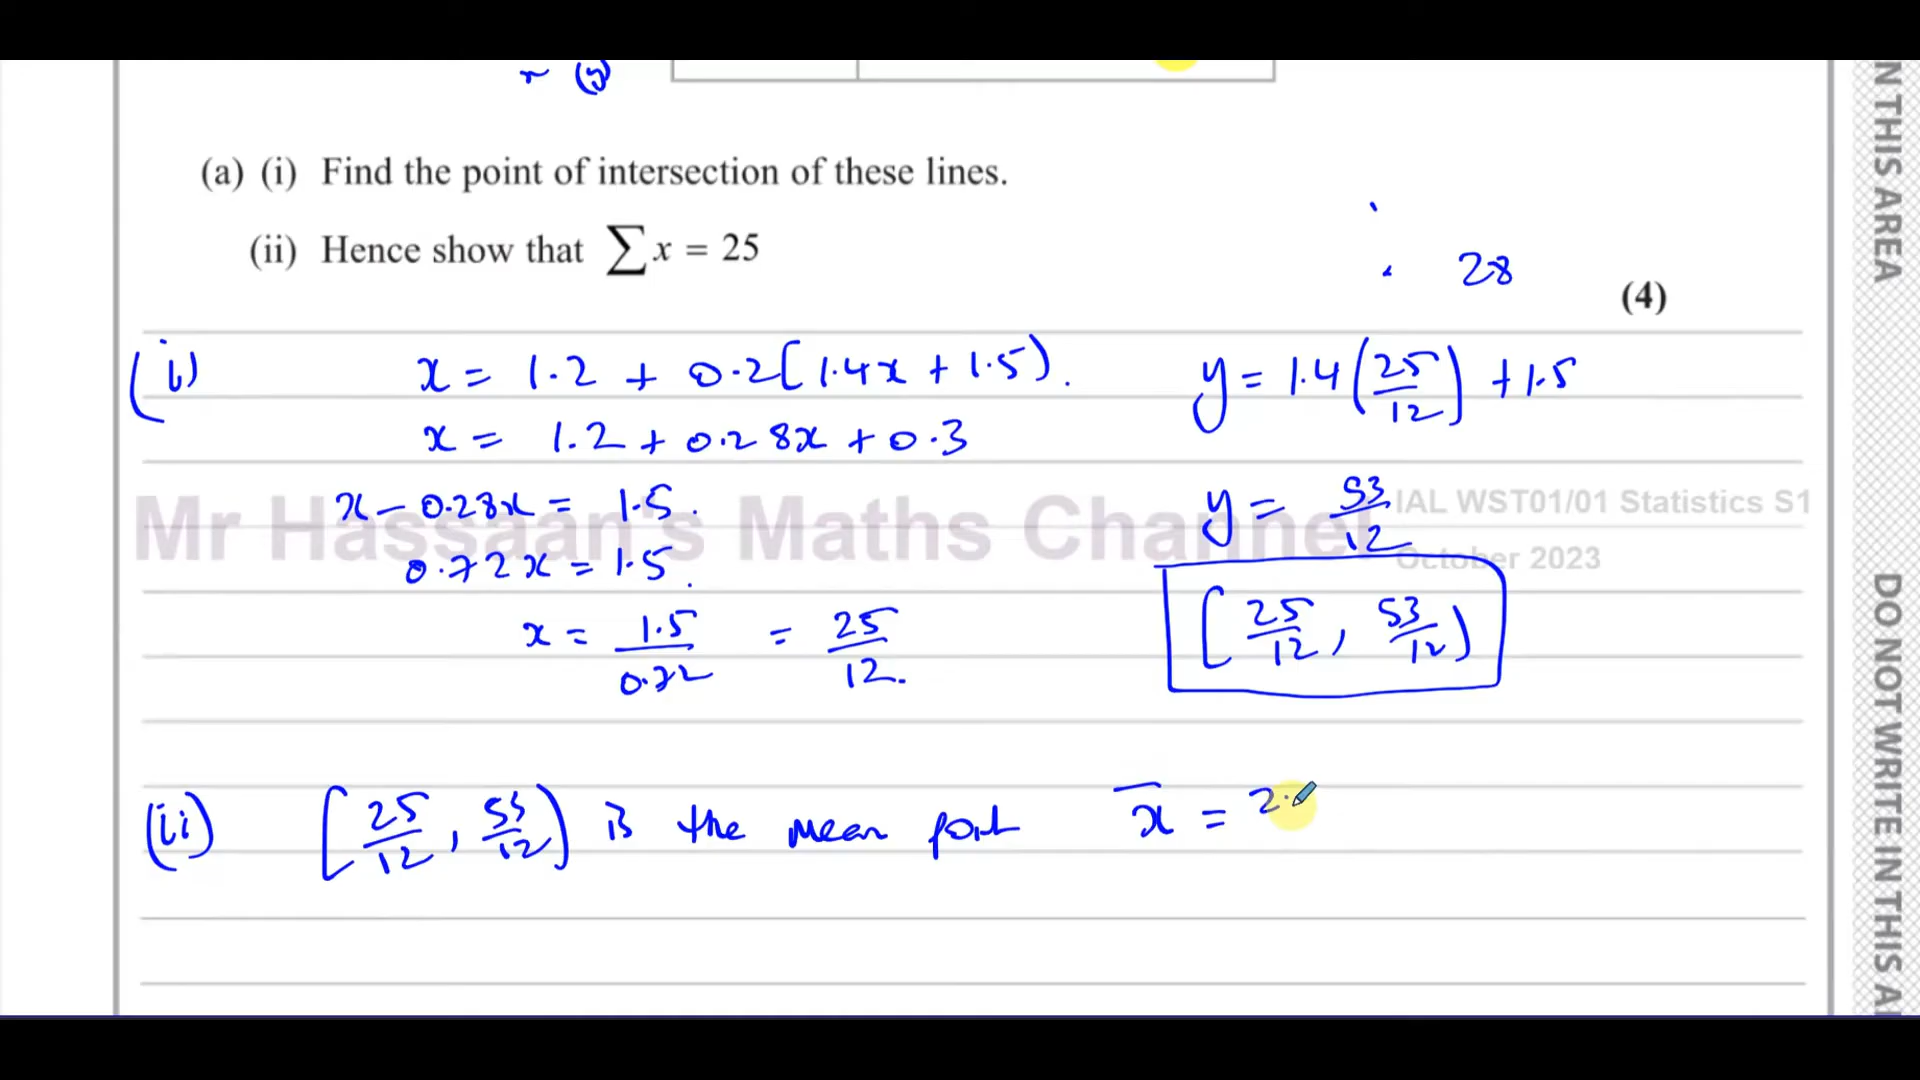 (y)
(a) (i) Find the point of intersection of these lines.
(ii) Hence show that ∑x = 25
28
(4)
(i) x = 1.2 + 0.2(1.4x + 1.5).
x = 1.2 + 0.28x + 0.3
x - 0.28x = 1.5.
0.72x = 1.5.
x = 1.5/0.72 = 25/12.
y = 1.4(25/12) + 1.5
y = 53/12
(25/12, 53/12)
Mr Hassaan's Maths Channel
IAL WST01/01 Statistics S1
October 2023
(ii) (25/12, 53/12) is the mean point x̄ = 2
N THIS AREA
DO NOT WRITE IN THIS A